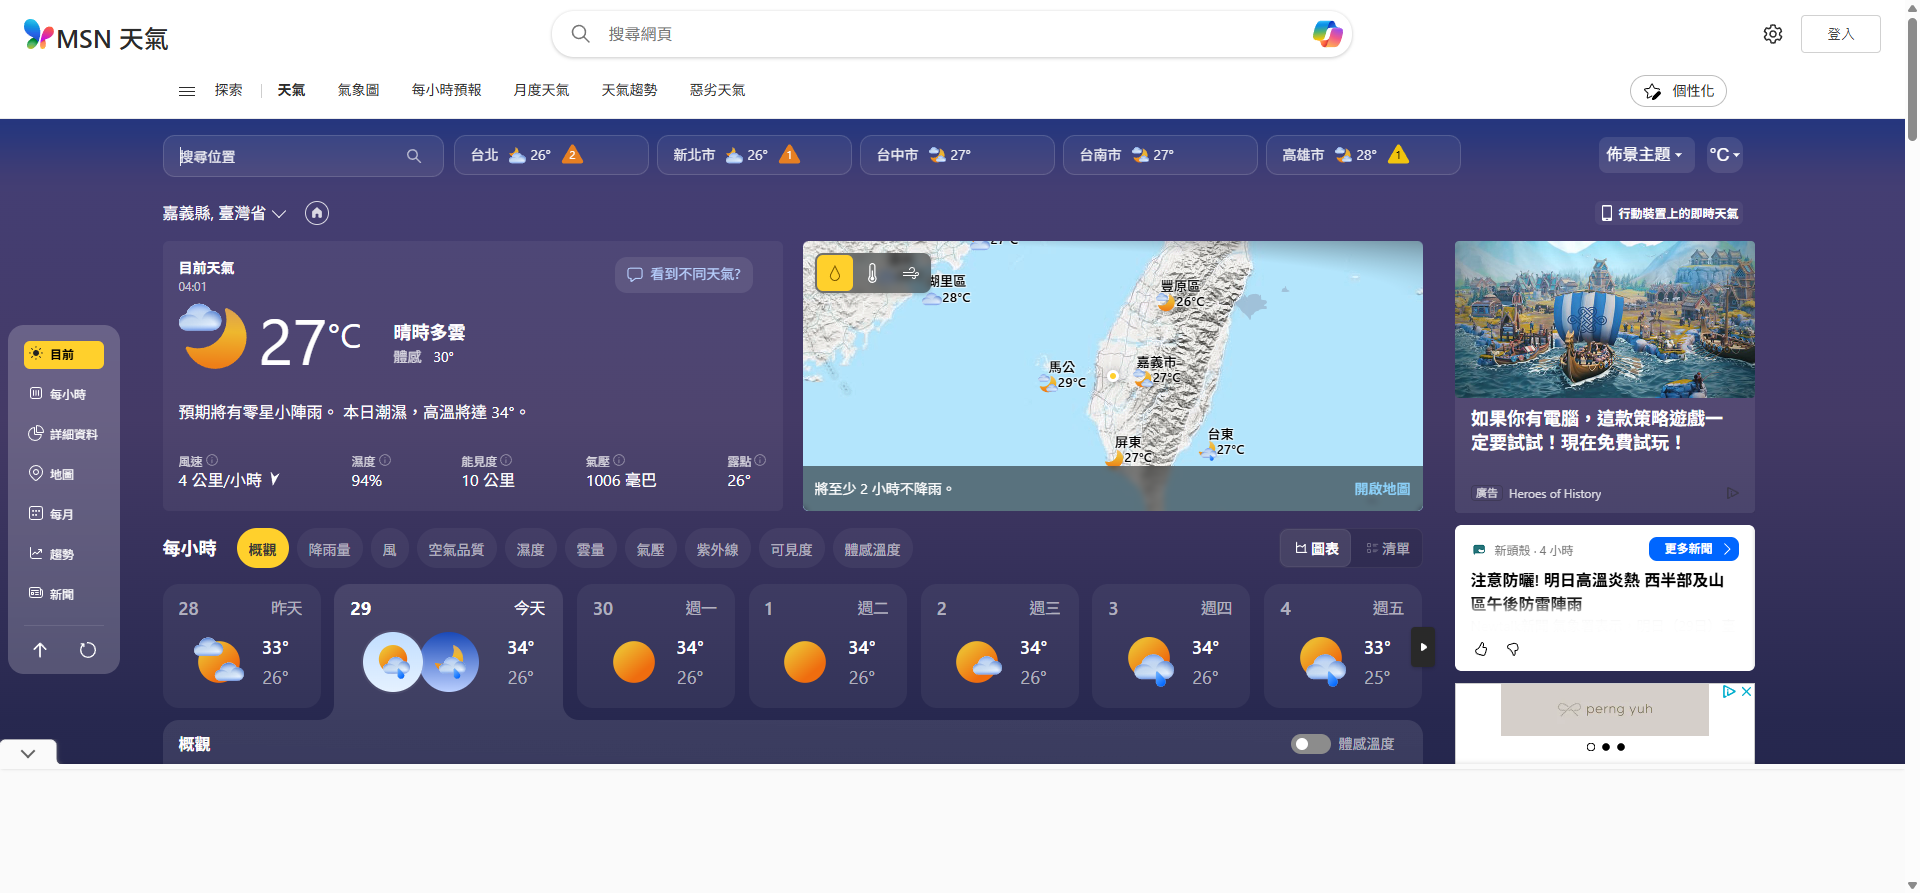 MSN 天氣
搜尋網頁
登入
探索
天氣
氣象圖
每小時預報
月度天氣
天氣趨勢
惡劣天氣
個性化
搜尋位置
台北 26° 2
新北市 26° 1
台中市 27°
台南市 27°
高雄市 28° 1
佈景主題
°C
嘉義縣, 臺灣省
行動裝置上的即時天氣
目前
每小時
詳細資料
地圖
每月
趨勢
新聞
目前天氣
04:01
看到不同天氣?
27°C
晴時多雲
體感 30°
預期將有零星小陣雨。 本日潮濕，高溫將達 34°。
風速
4 公里/小時
濕度
94%
能見度
10 公里
氣壓
1006 毫巴
露點
26°
27°C
湖里區
28°C
豐原區
26°C
馬公
29°C
嘉義市
27°C
屏東
27°C
台東
27°C
將至少 2 小時不降雨。
開啟地圖
如果你有電腦，這款策略遊戲一
定要試試！現在免費試玩！
廣告 Heroes of History
每小時
概觀
降雨量
風
空氣品質
濕度
雲量
氣壓
紫外線
可見度
體感溫度
圖表
清單
28 昨天
33°
26°
29 今天
34°
26°
30 週一
34°
26°
1 週二
34°
26°
2 週三
34°
26°
3 週四
34°
26°
4 週五
33°
25°
概觀
體感溫度
新頭殼 · 4 小時
更多新聞
注意防曬! 明日高溫炎熱 西半部及山
區午後防雷陣雨
perng yuh